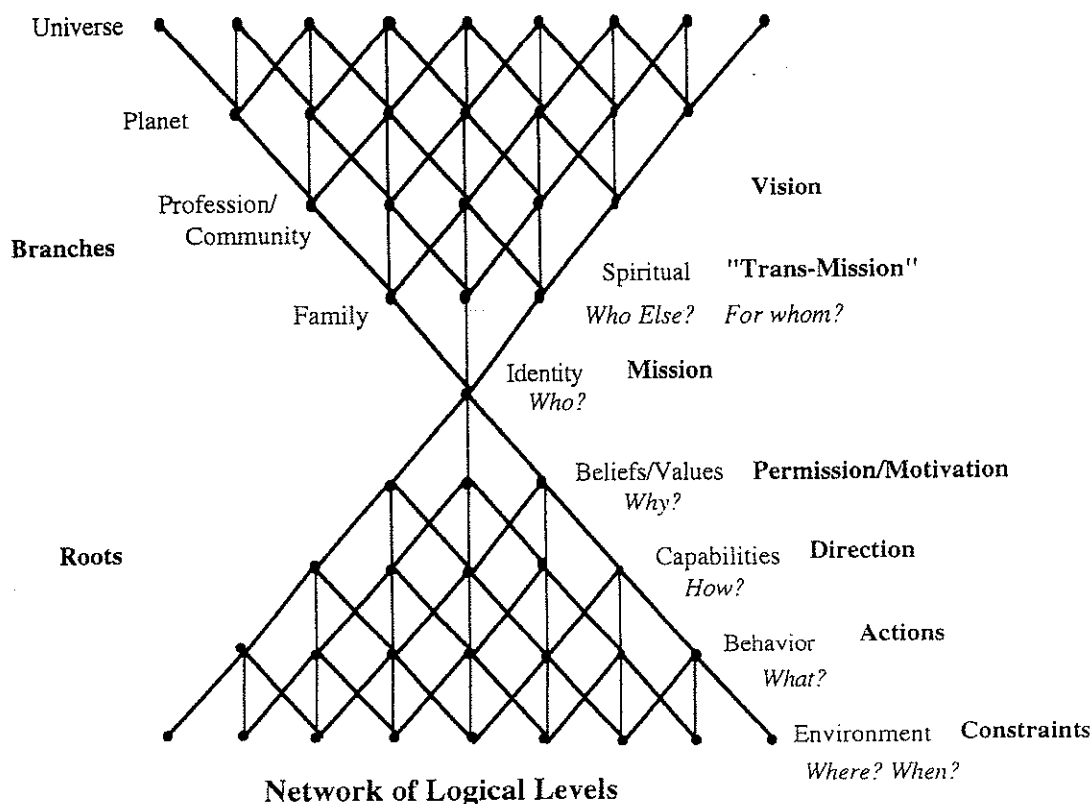 Universe
Planet
Vision
Profession/
Community
Branches
Spiritual "Trans-Mission"
Family
Who Else? For whom?
Identity Mission
Who?
Beliefs/Values Permission/Motivation
Why?
Roots
Capabilities Direction
How?
Behavior Actions
What?
Environment Constraints
Where? When?
Network of Logical Levels